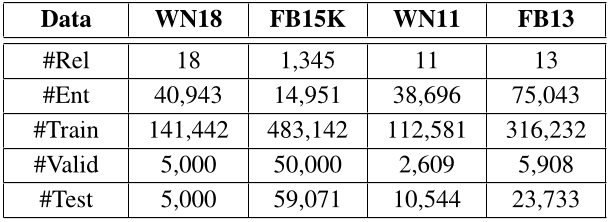 Data WN18 FB15K WN11 FB13
#Rel 18 1,345 11 13
#Ent 40,943 14,951 38,696 75,043
#Train 141,442 483,142 112,581 316,232
#Valid 5,000 50,000 2,609 5,908
#Test 5,000 59,071 10,544 23,733